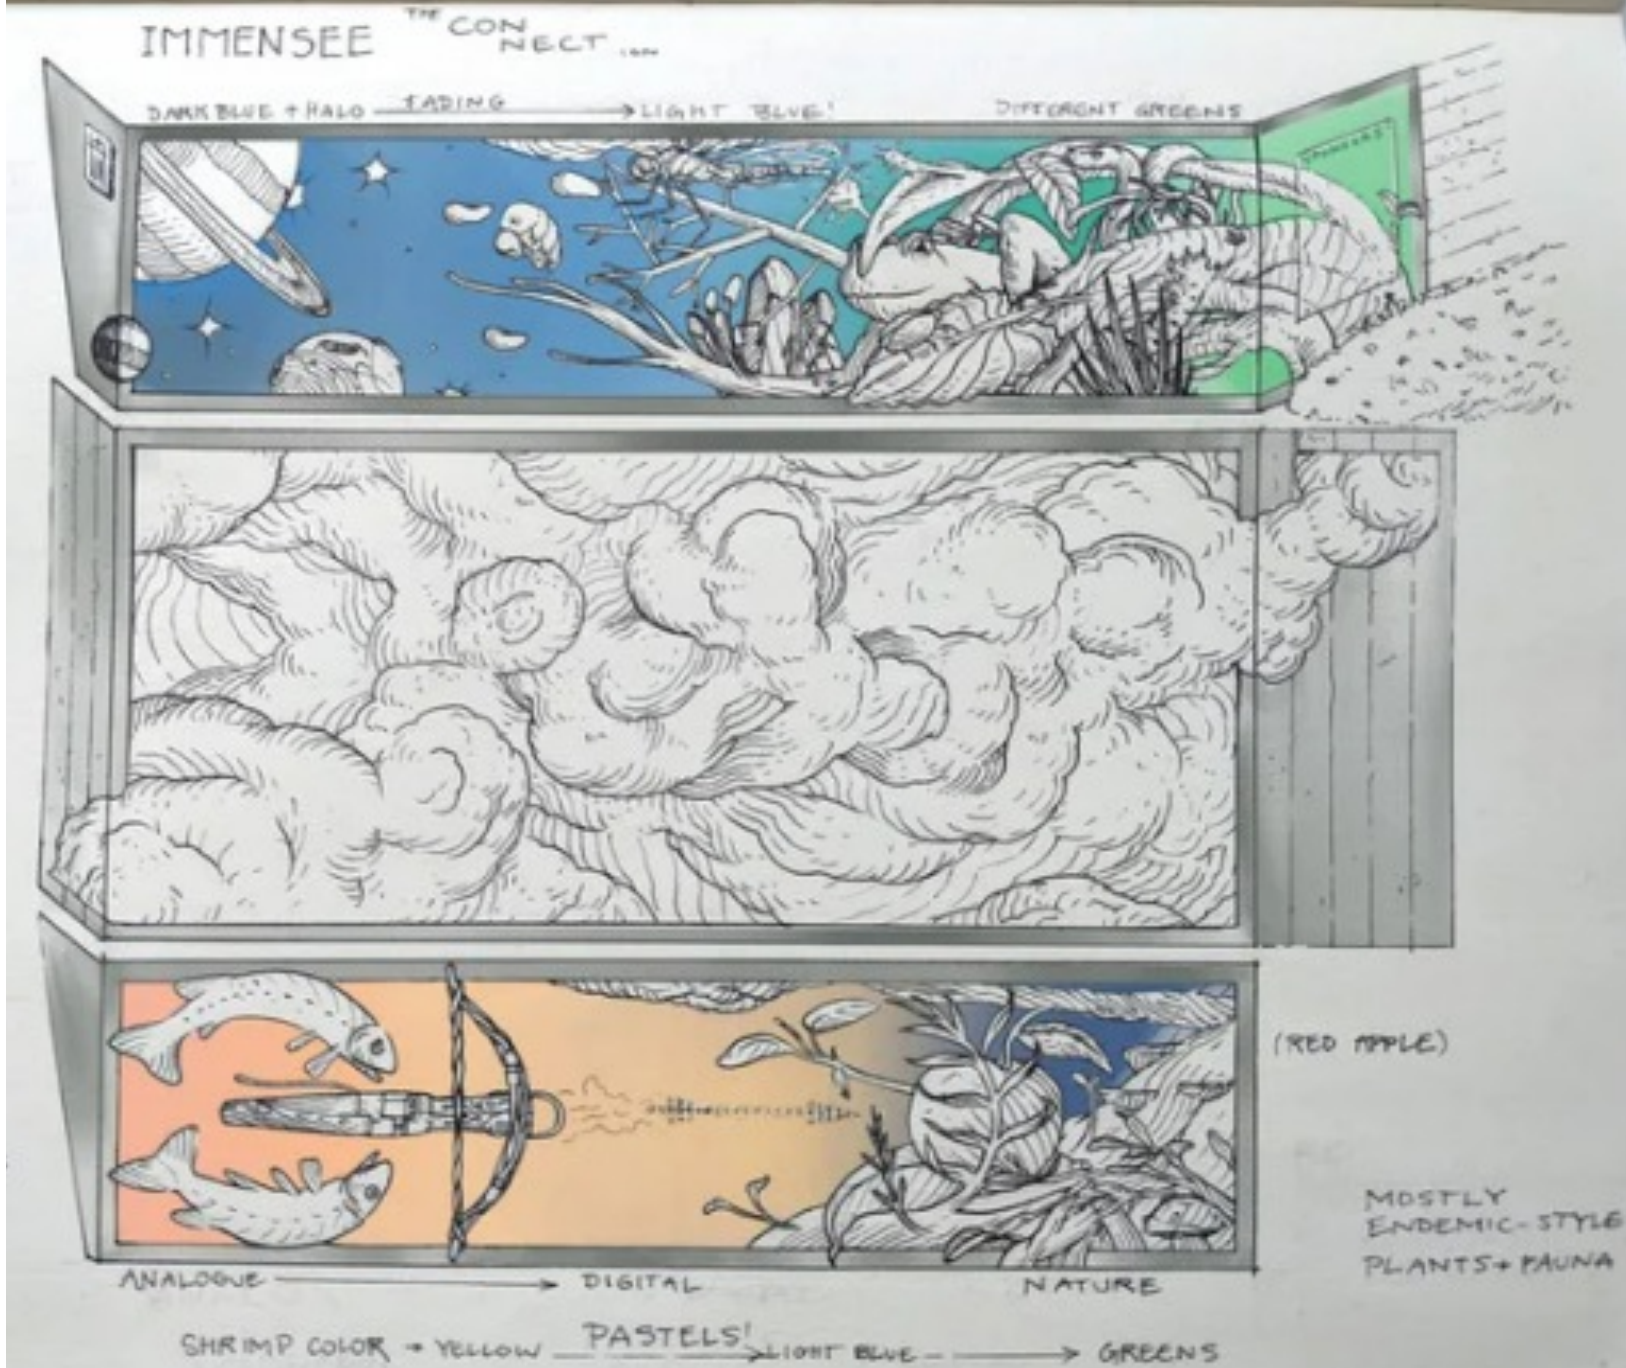 IMMENSEE THE CON
NECT
DARK BLUE + HALO FADING LIGHT BLUE!
DIFFERENT GREENS
(RED APPLE)
MOSTLY
ENDEMIC-STYLE
PLANTS + FAUNA
ANALOGUE DIGITAL NATURE
SHRIMP COLOR YELLOW PASTELS! LIGHT BLUE GREENS